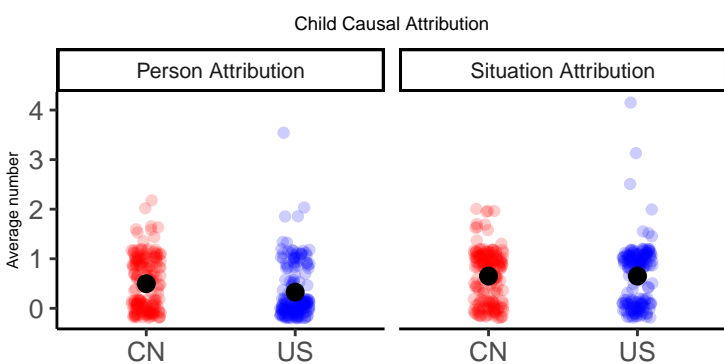 Child Causal Attribution
Person Attribution
Situation Attribution
Average number
4
3
2
1
0
CN
US
CN
US